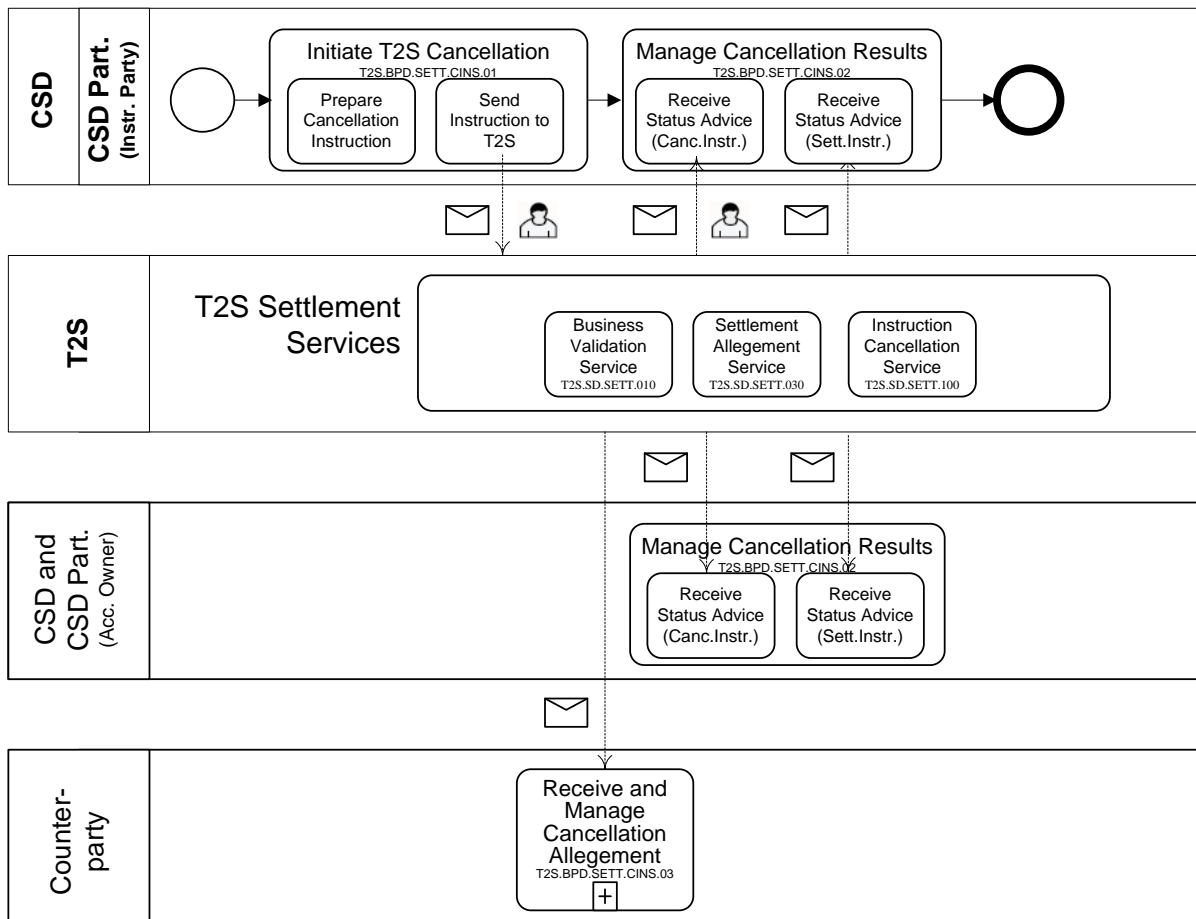 CSD
CSD Part.
(Instr. Party)
Initiate T2S Cancellation
T2S.BPD.SETT.CINS.01
Prepare
Cancellation
Instruction
Send
Instruction to
T2S
Manage Cancellation Results
T2S.BPD.SETT.CINS.02
Receive
Status Advice
(Canc.Instr.)
Receive
Status Advice
(Sett.Instr.)
T2S
T2S Settlement
Services
Business
Validation
Service
T2S.SD.SETT.010
Settlement
Allegement
Service
T2S.SD.SETT.030
Instruction
Cancellation
Service
T2S.SD.SETT.100
CSD and
CSD Part.
(Acc. Owner)
Manage Cancellation Results
T2S.BPD.SETT.CINS.02
Receive
Status Advice
(Canc.Instr.)
Receive
Status Advice
(Sett.Instr.)
Counter-
party
Receive and
Manage
Cancellation
Allegement
T2S.BPD.SETT.CINS.03
+